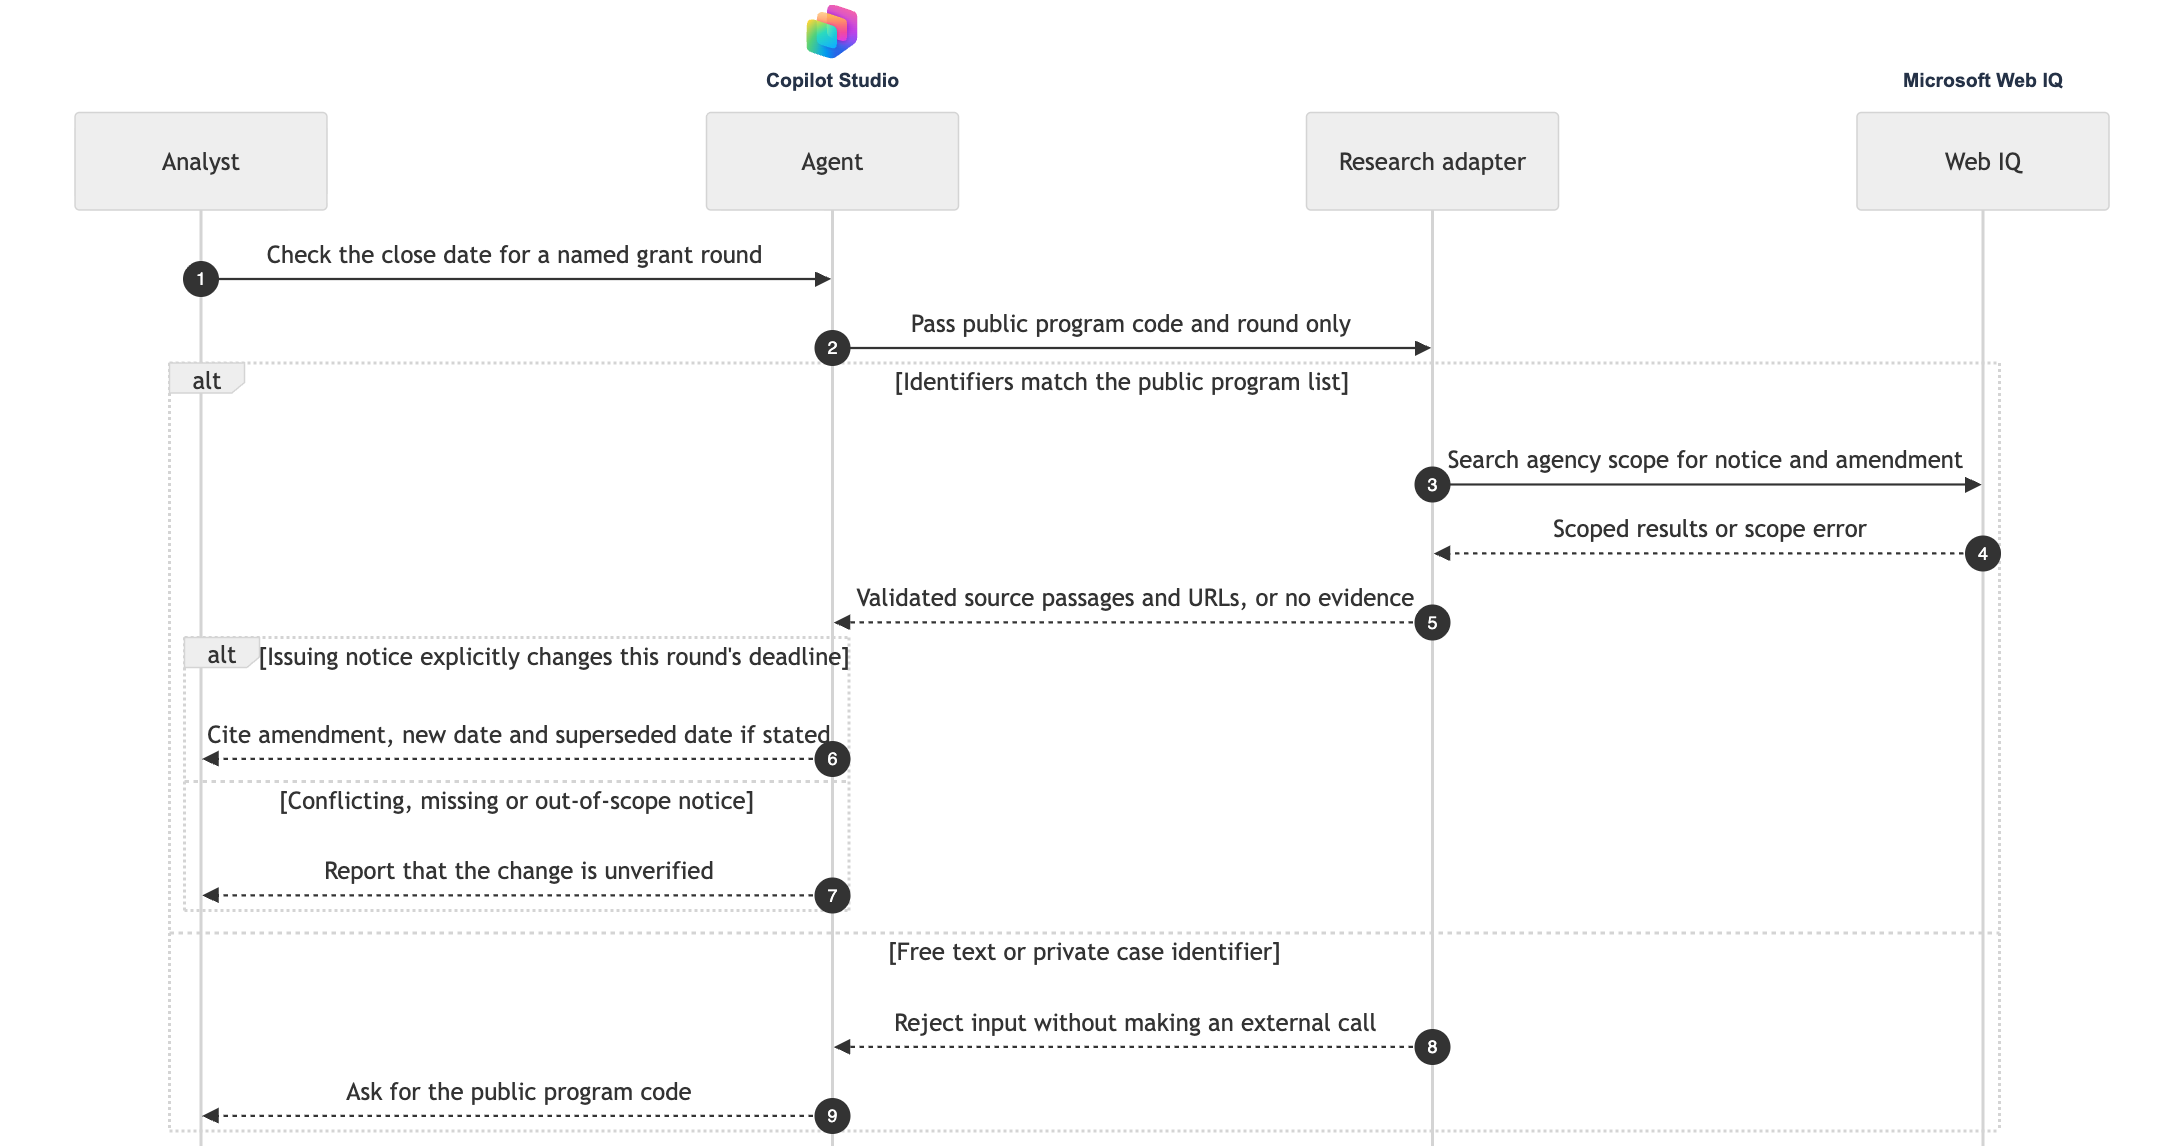 Copilot Studio
Microsoft Web IQ
Analyst
Agent
Research adapter
Web IQ
Check the close date for a named grant round
1
Pass public program code and round only
2
alt
[Identifiers match the public program list]
Search agency scope for notice and amendment
3
Scoped results or scope error
4
Validated source passages and URLs, or no evidence
5
alt
[Issuing notice explicitly changes this round's deadline]
Cite amendment, new date and superseded date if stated
6
[Conflicting, missing or out-of-scope notice]
Report that the change is unverified
7
[Free text or private case identifier]
Reject input without making an external call
8
Ask for the public program code
9